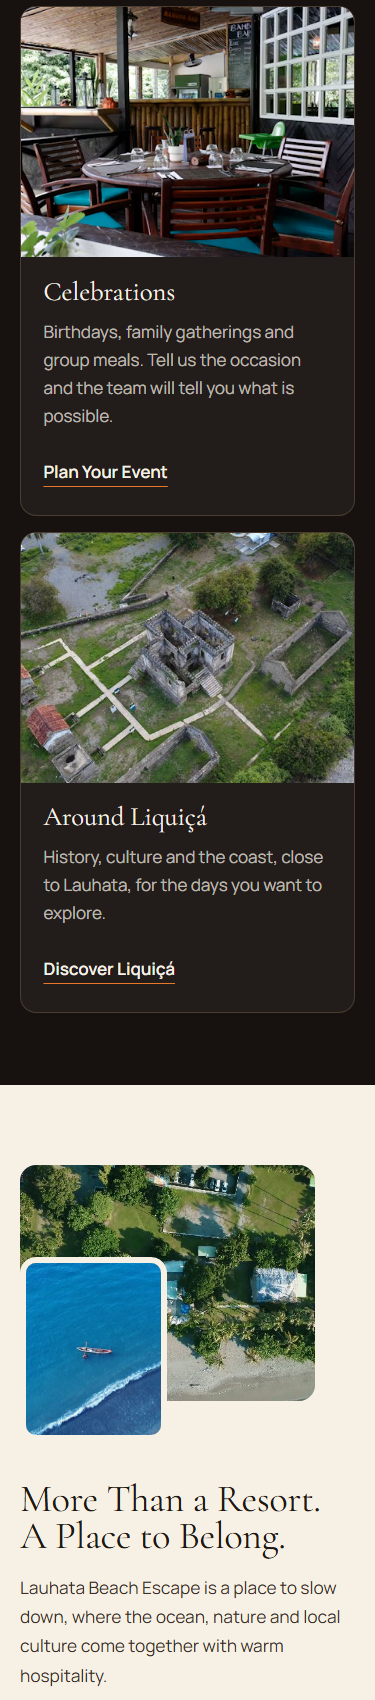 BAMBOO BAR
Celebrations
Birthdays, family gatherings and
group meals. Tell us the occasion
and the team will tell you what is
possible.
Plan Your Event
Around Liquiçá
History, culture and the coast, close
to Lauhata, for the days you want to
explore.
Discover Liquiçá
More Than a Resort.
A Place to Belong.
Lauhata Beach Escape is a place to slow
down, where the ocean, nature and local
culture come together with warm
hospitality.